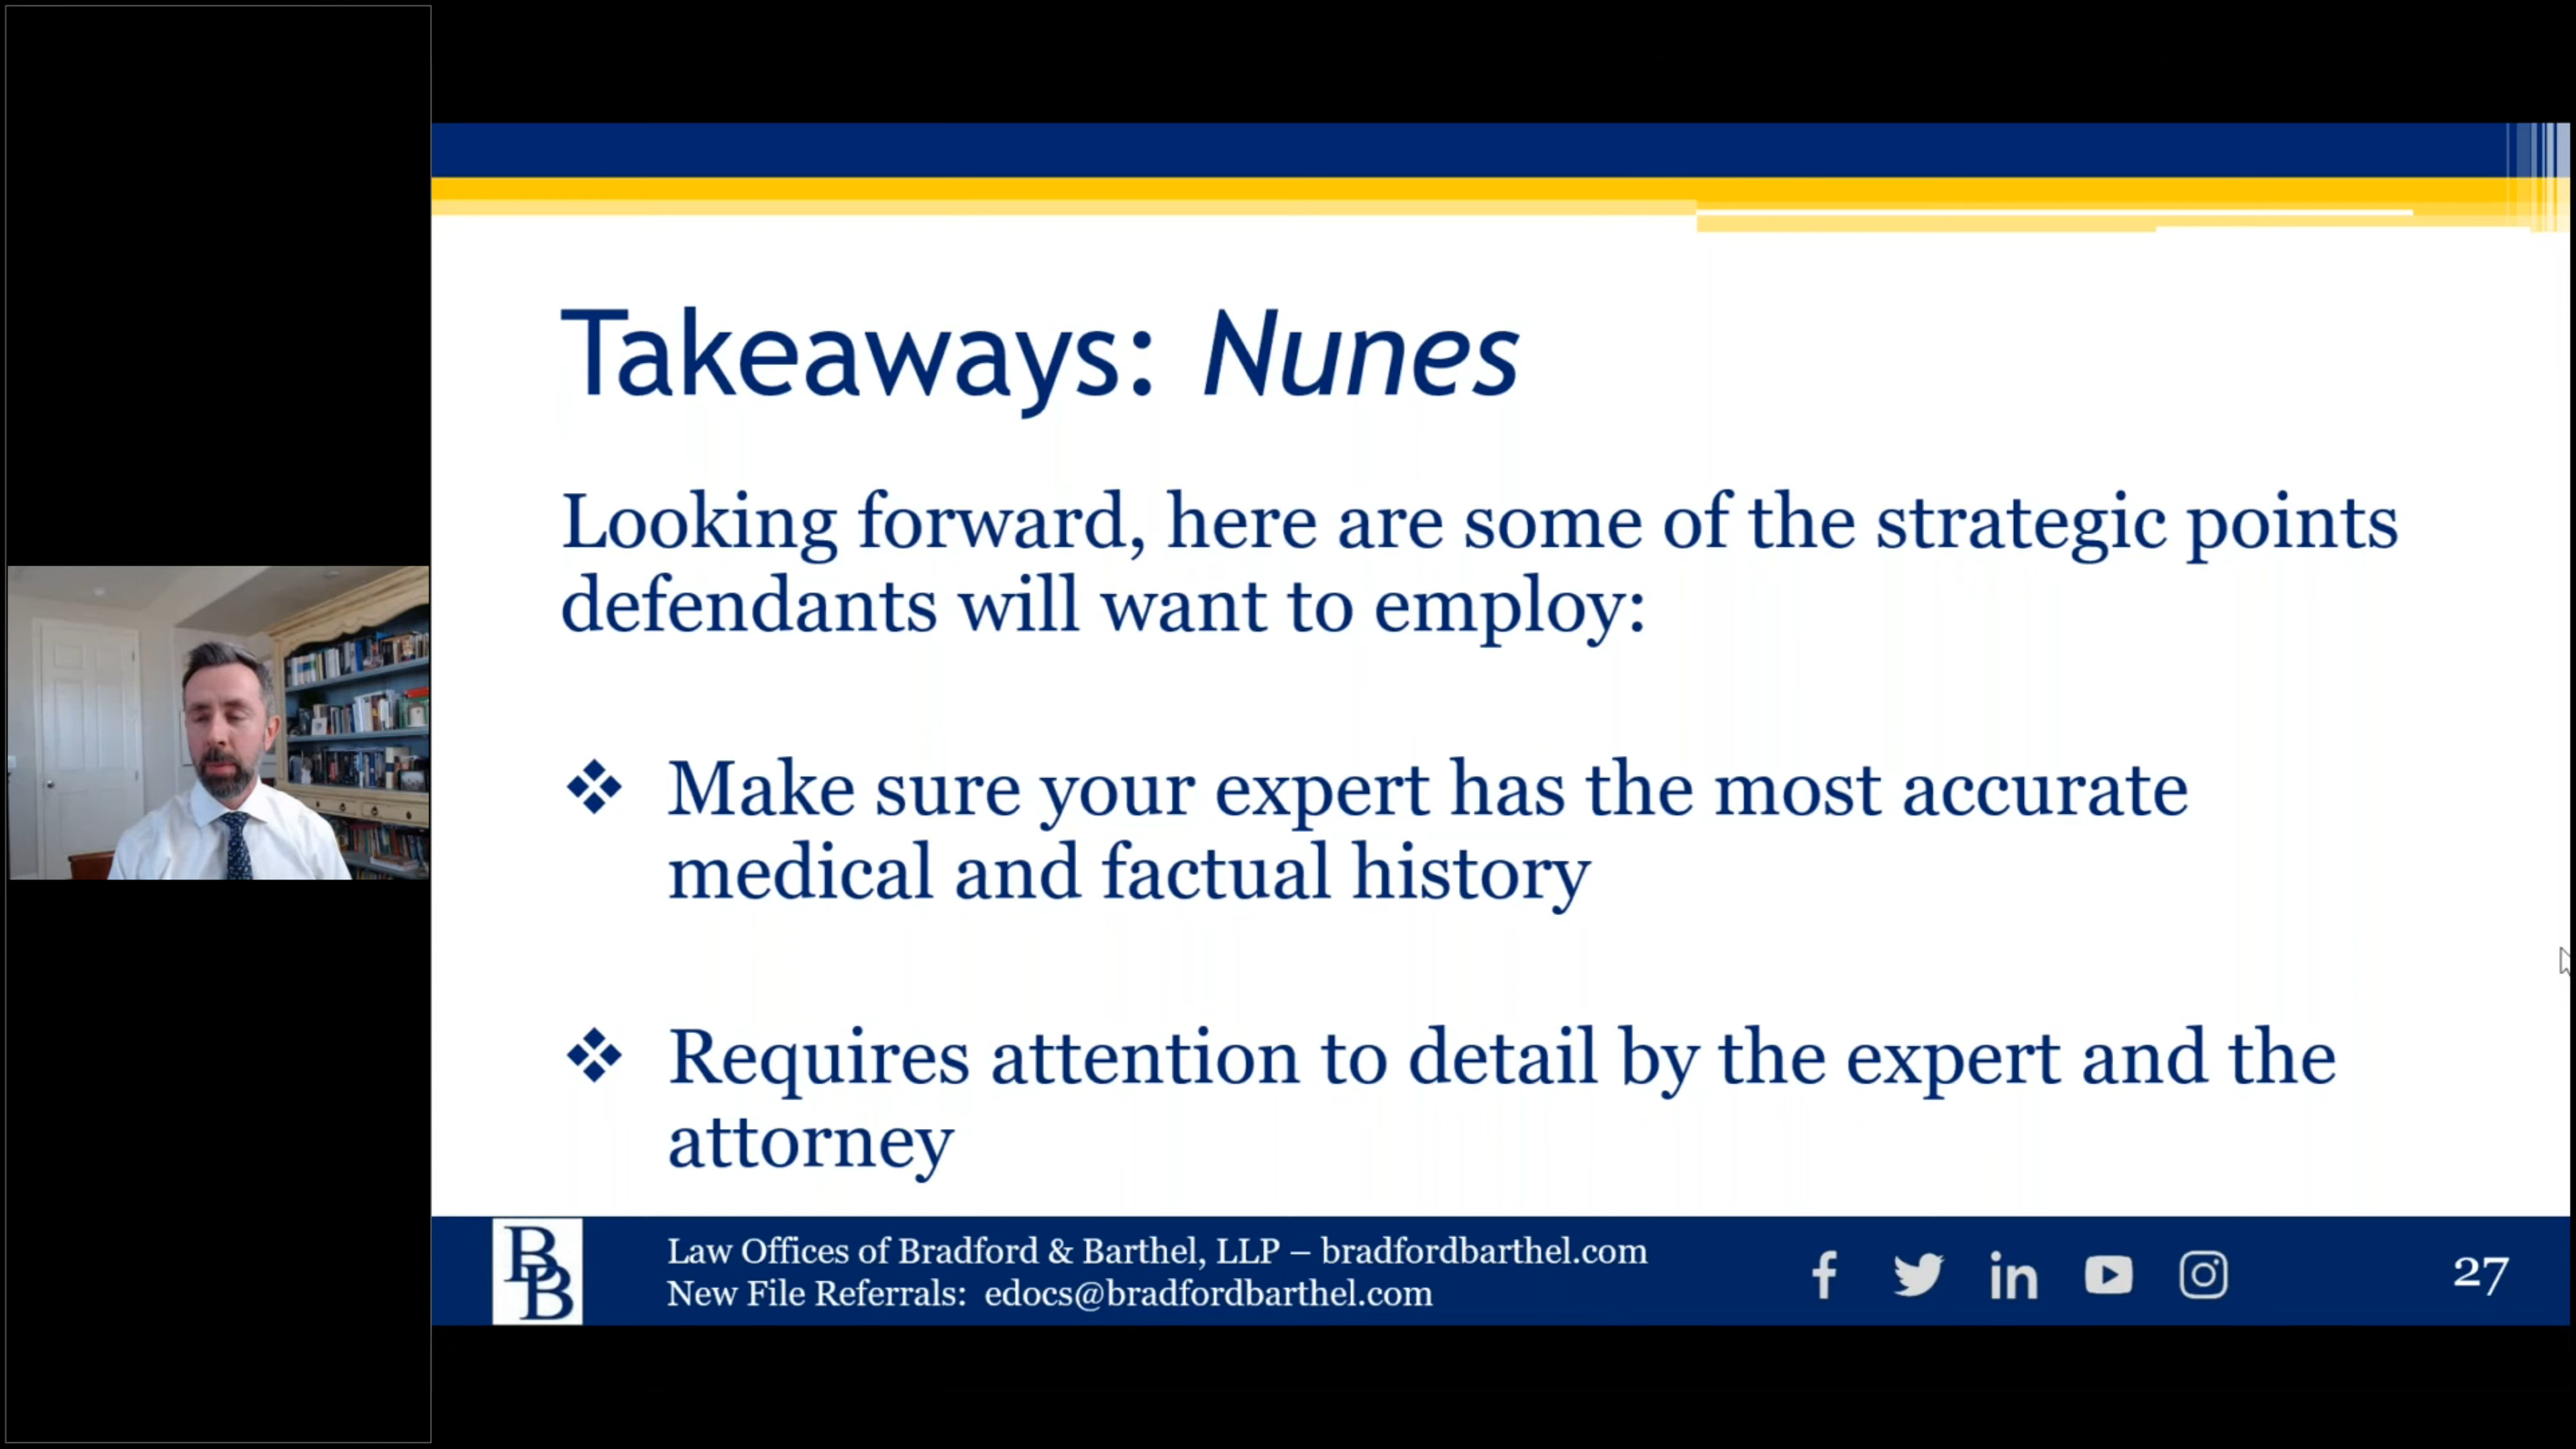 Takeaways: Nunes
Looking forward, here are some of the strategic points
defendants will want to employ:
❖ Make sure your expert has the most accurate
medical and factual history
❖ Requires attention to detail by the expert and the
attorney
BB
Law Offices of Bradford & Barthel, LLP – bradfordbarthel.com
New File Referrals: edocs@bradfordbarthel.com
27